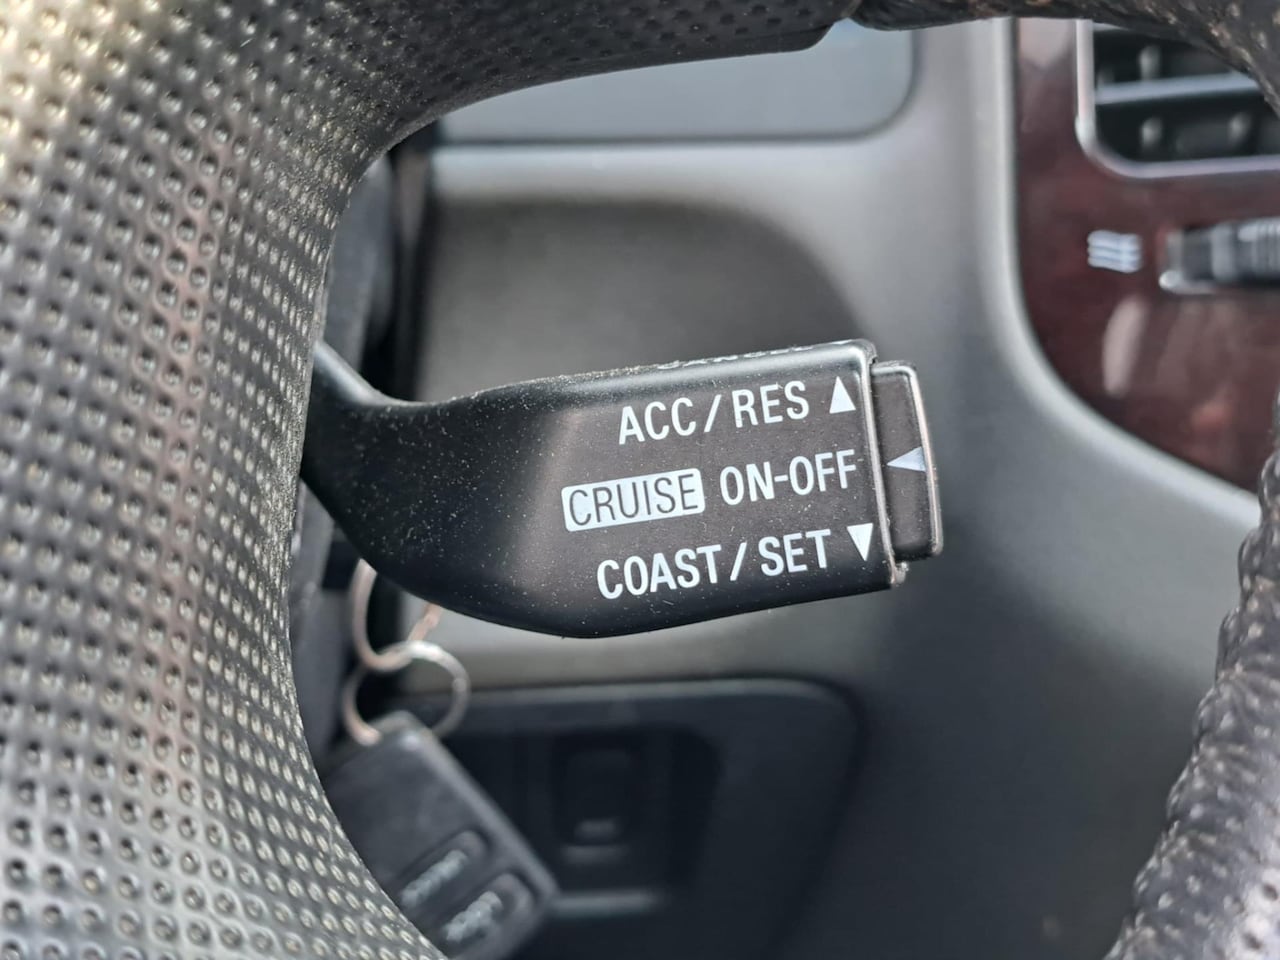 ACC/RES ▲
CRUISE ON-OFF
COAST/SET ▼